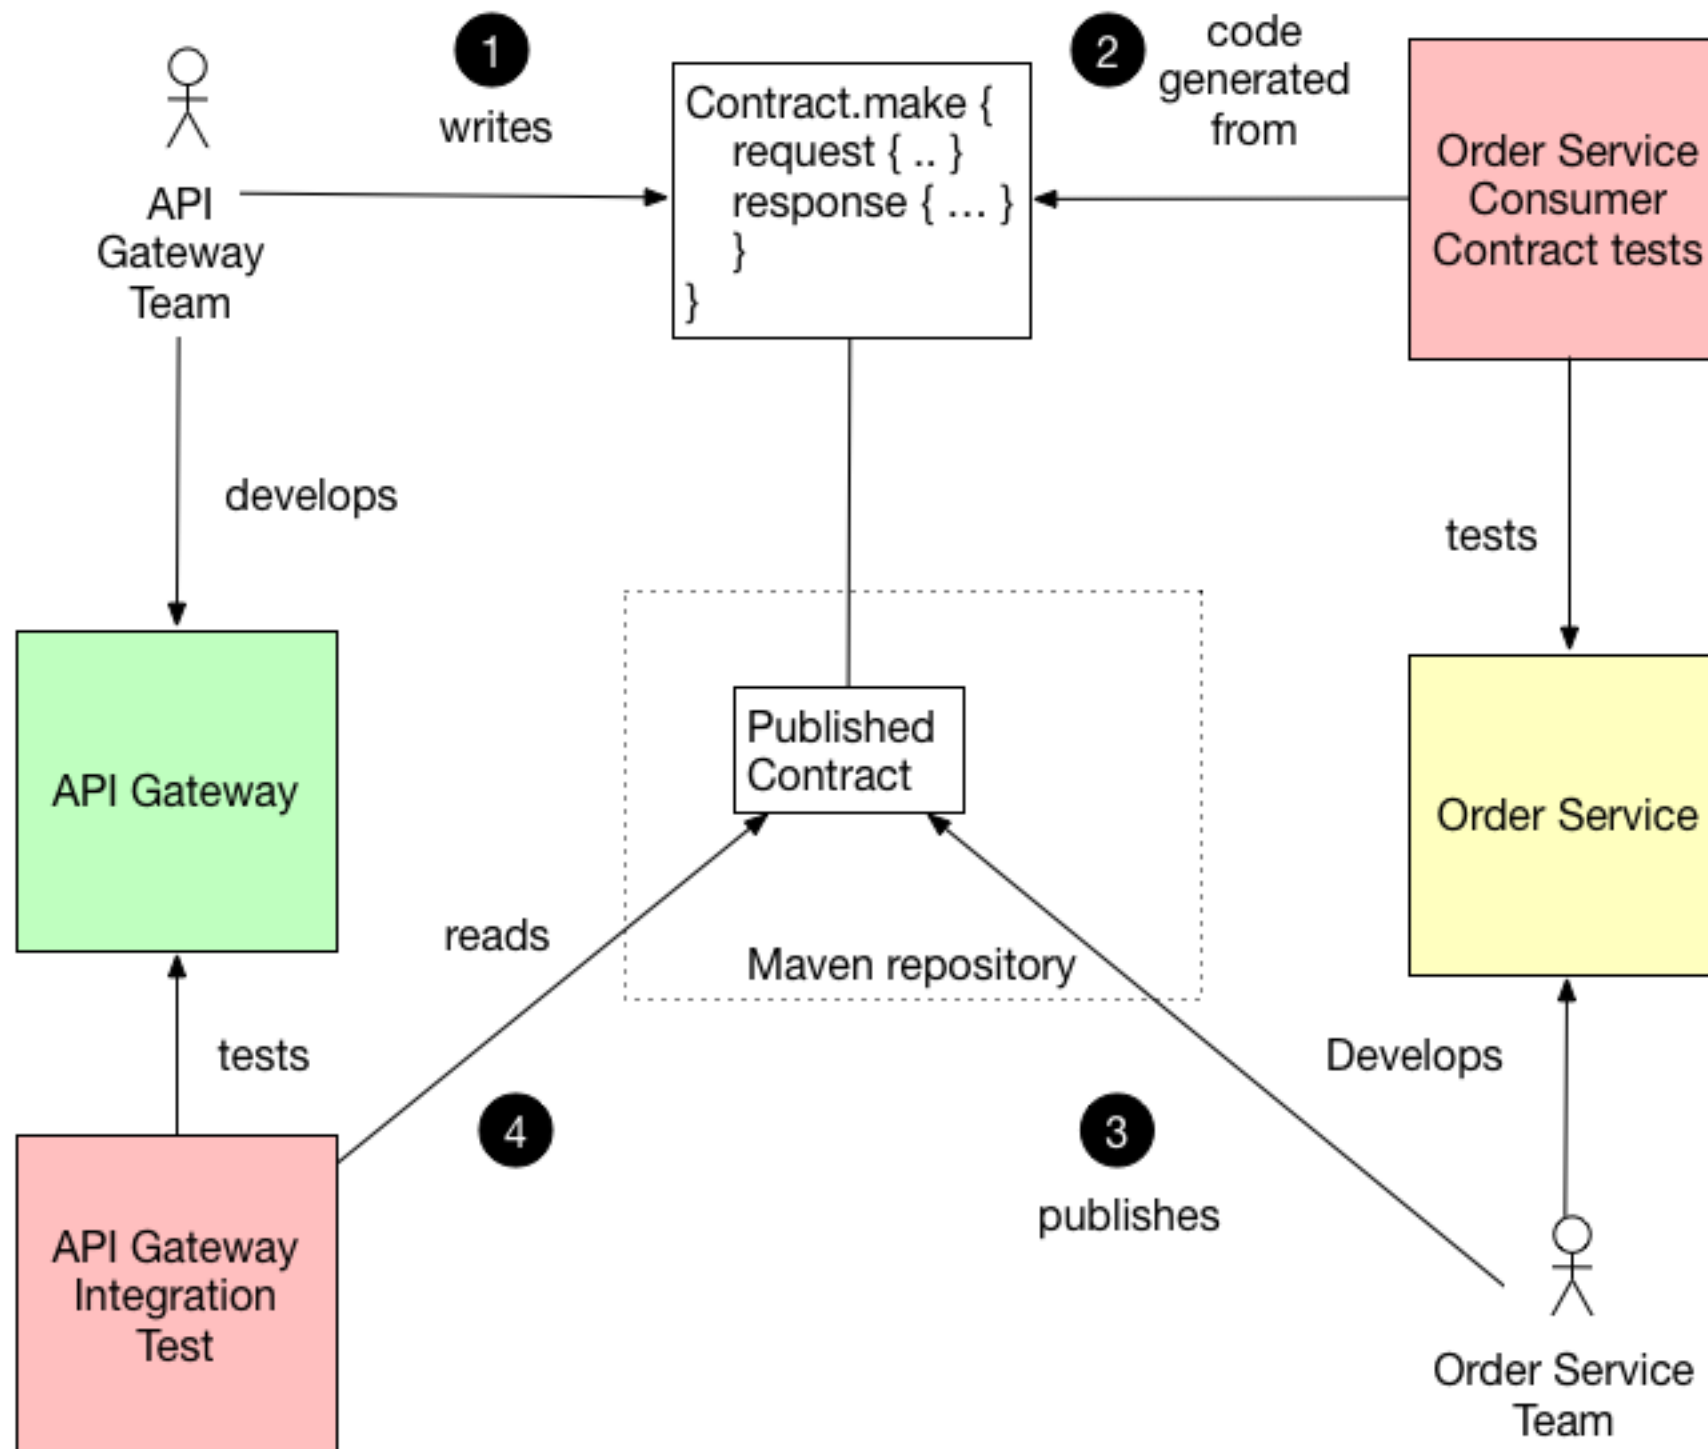 1
writes
API
Gateway
Team
Contract.make {
request { .. }
response { ... }
}
}
2
code
generated
from
Order Service
Consumer
Contract tests
develops
tests
API Gateway
Published
Contract
Maven repository
Order Service
reads
tests
4
API Gateway
Integration
Test
3
publishes
Develops
Order Service
Team